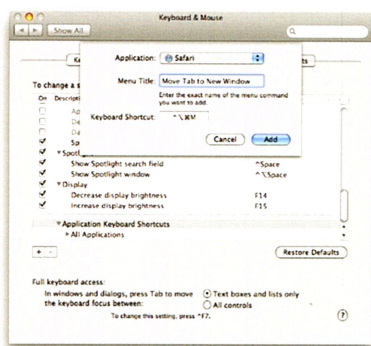 Keyboard & Mouse
Show All
Application: Safari
Menu Title: Move Tab to New Window
Enter the exact name of the menu command
you want to add.
Keyboard Shortcut: ^⌥⌘M
Cancel Add
To change a s
On Descript
Sp
Spotl
Show Spotlight search field ^Space
Show Spotlight window ^⌥Space
Display
Decrease display brightness F14
Increase display brightness F15
Application Keyboard Shortcuts
All Applications
+ -
Restore Defaults
Full keyboard access:
In windows and dialogs, press Tab to move
the keyboard focus between:
Text boxes and lists only
All controls
To change this setting, press ^F7.
?